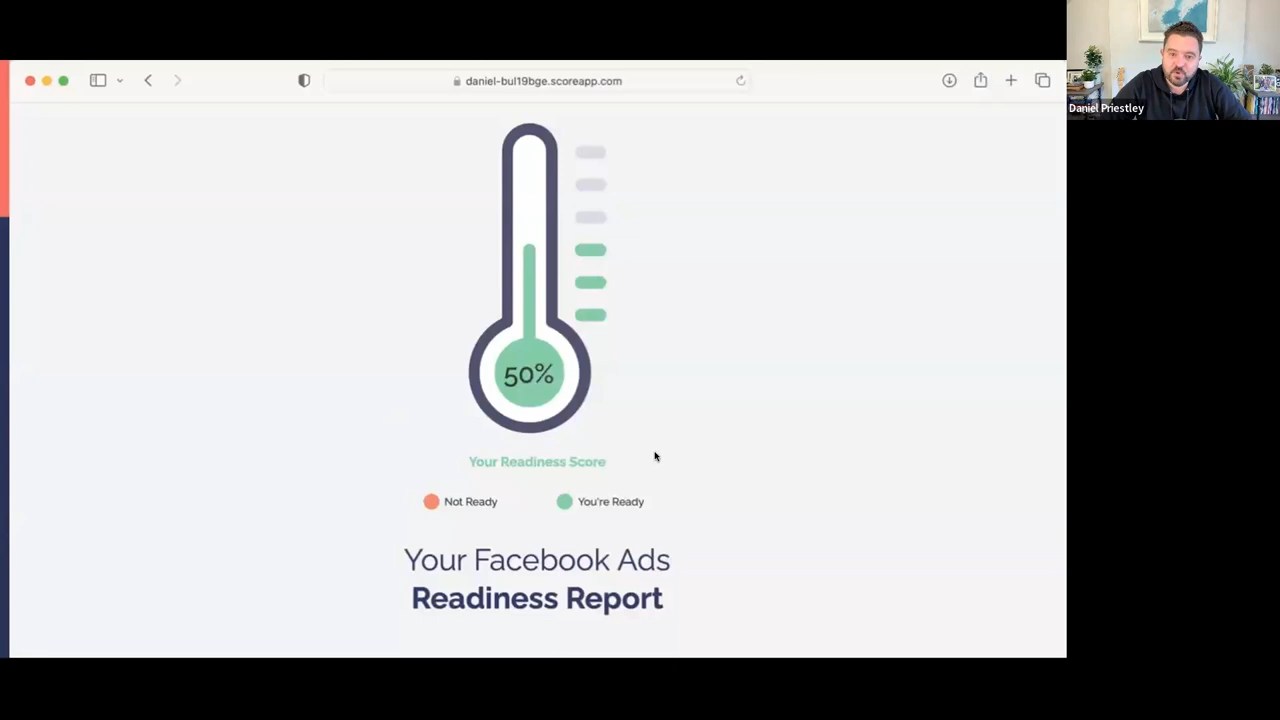 daniel-bul19bge.scoreapp.com
Daniel Priestley
50%
Your Readiness Score
Not Ready
You're Ready
Your Facebook Ads
Readiness Report